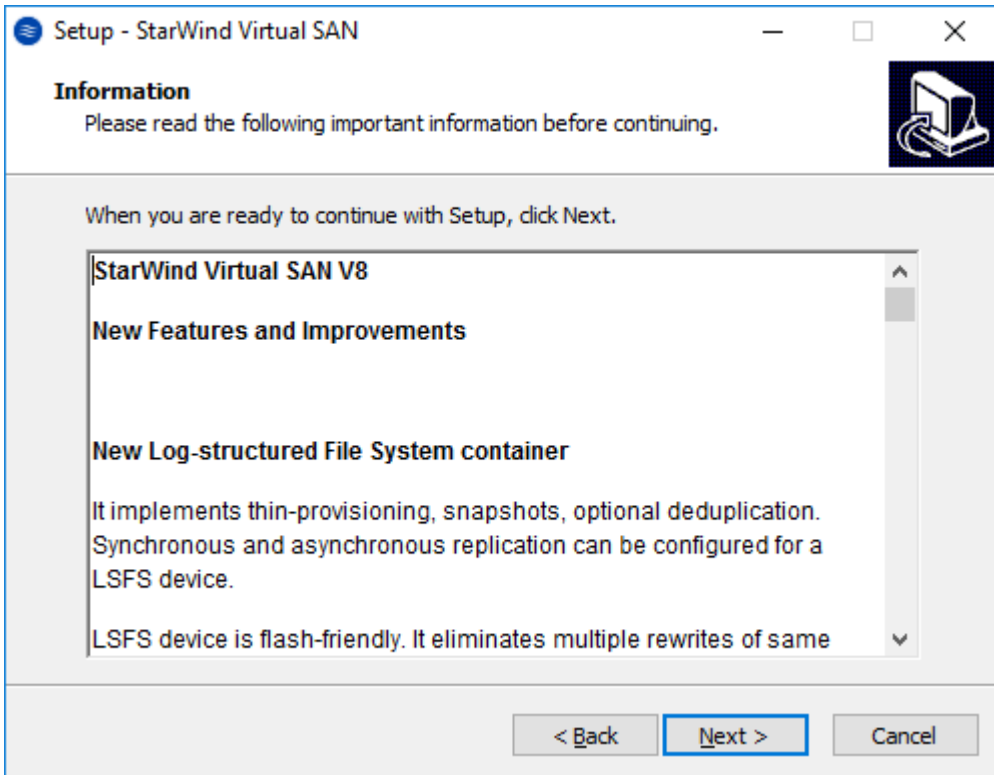 Setup - StarWind Virtual SAN
Information
Please read the following important information before continuing.
When you are ready to continue with Setup, click Next.
StarWind Virtual SAN V8
New Features and Improvements
New Log-structured File System container
It implements thin-provisioning, snapshots, optional deduplication.
Synchronous and asynchronous replication can be configured for a
LSFS device.
LSFS device is flash-friendly. It eliminates multiple rewrites of same
< Back
Next >
Cancel